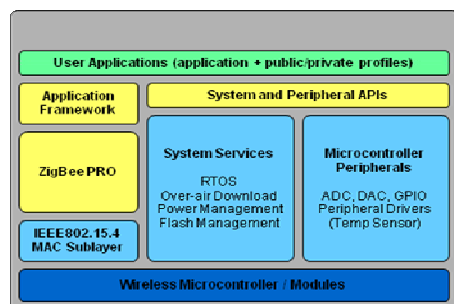 User Applications (application + public/private profiles)
Application
Framework
System and Peripheral APIs
ZigBee PRO
IEEE802.15.4
MAC Sublayer
System Services
RTOS
Over-air Download
Power Management
Flash Management
Microcontroller
Peripherals
ADC, DAC, GPIO
Peripheral Drivers
(Temp Sensor)
Wireless Microcontroller / Modules